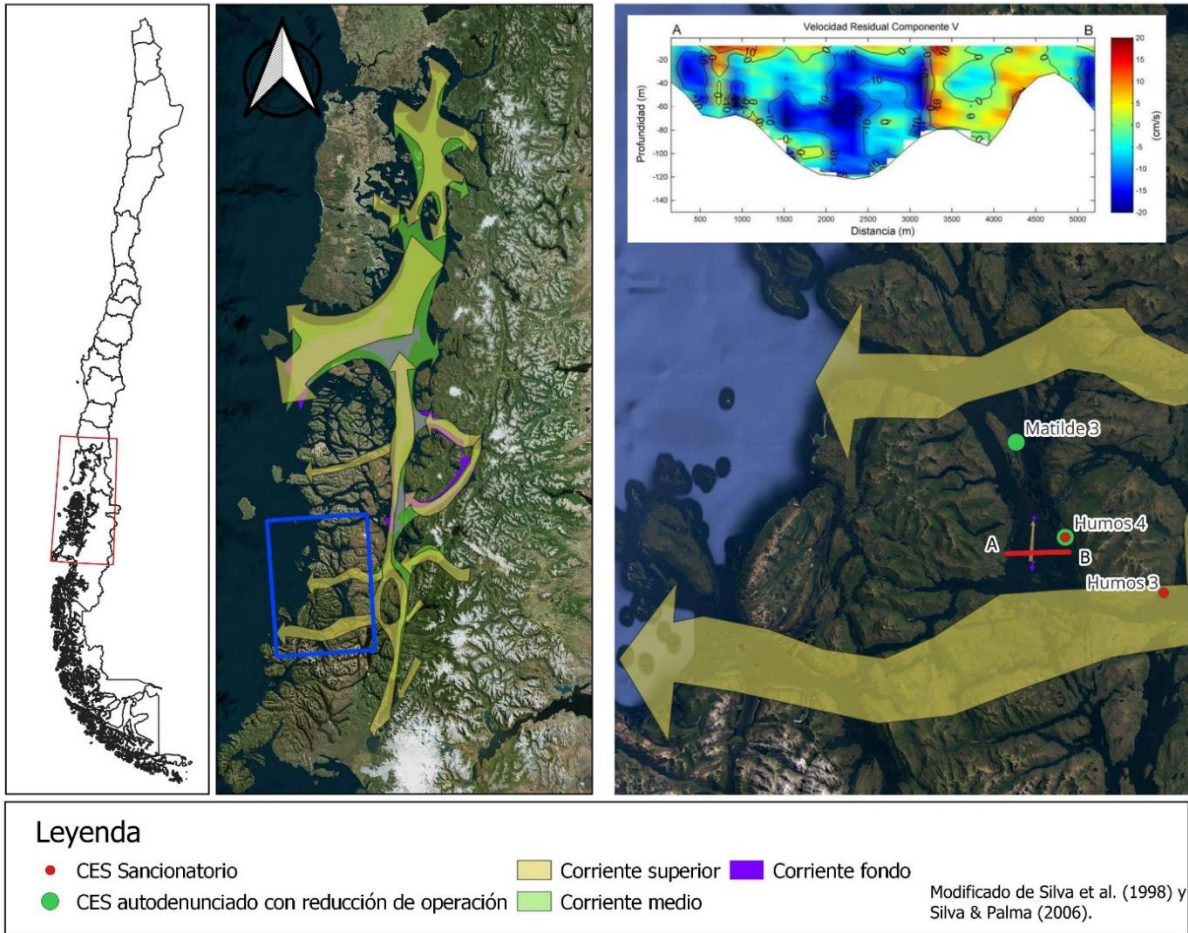 Velocidad Residual Componente V
A
B
Profundidad (m)
-20
-40
-60
-80
-100
-120
-140
500
1000
1500
2000
2500
3000
3500
4000
4500
5000
Distancia (m)
20
15
10
5
0
-5
-10
-15
-20
(cm/s)
Matilde 3
Humos 4
A
B
Humos 3
Leyenda
CES Sancionatorio
CES autodenunciado con reducción de operación
Corriente superior
Corriente medio
Corriente fondo
Modificado de Silva et al. (1998) y
Silva & Palma (2006).